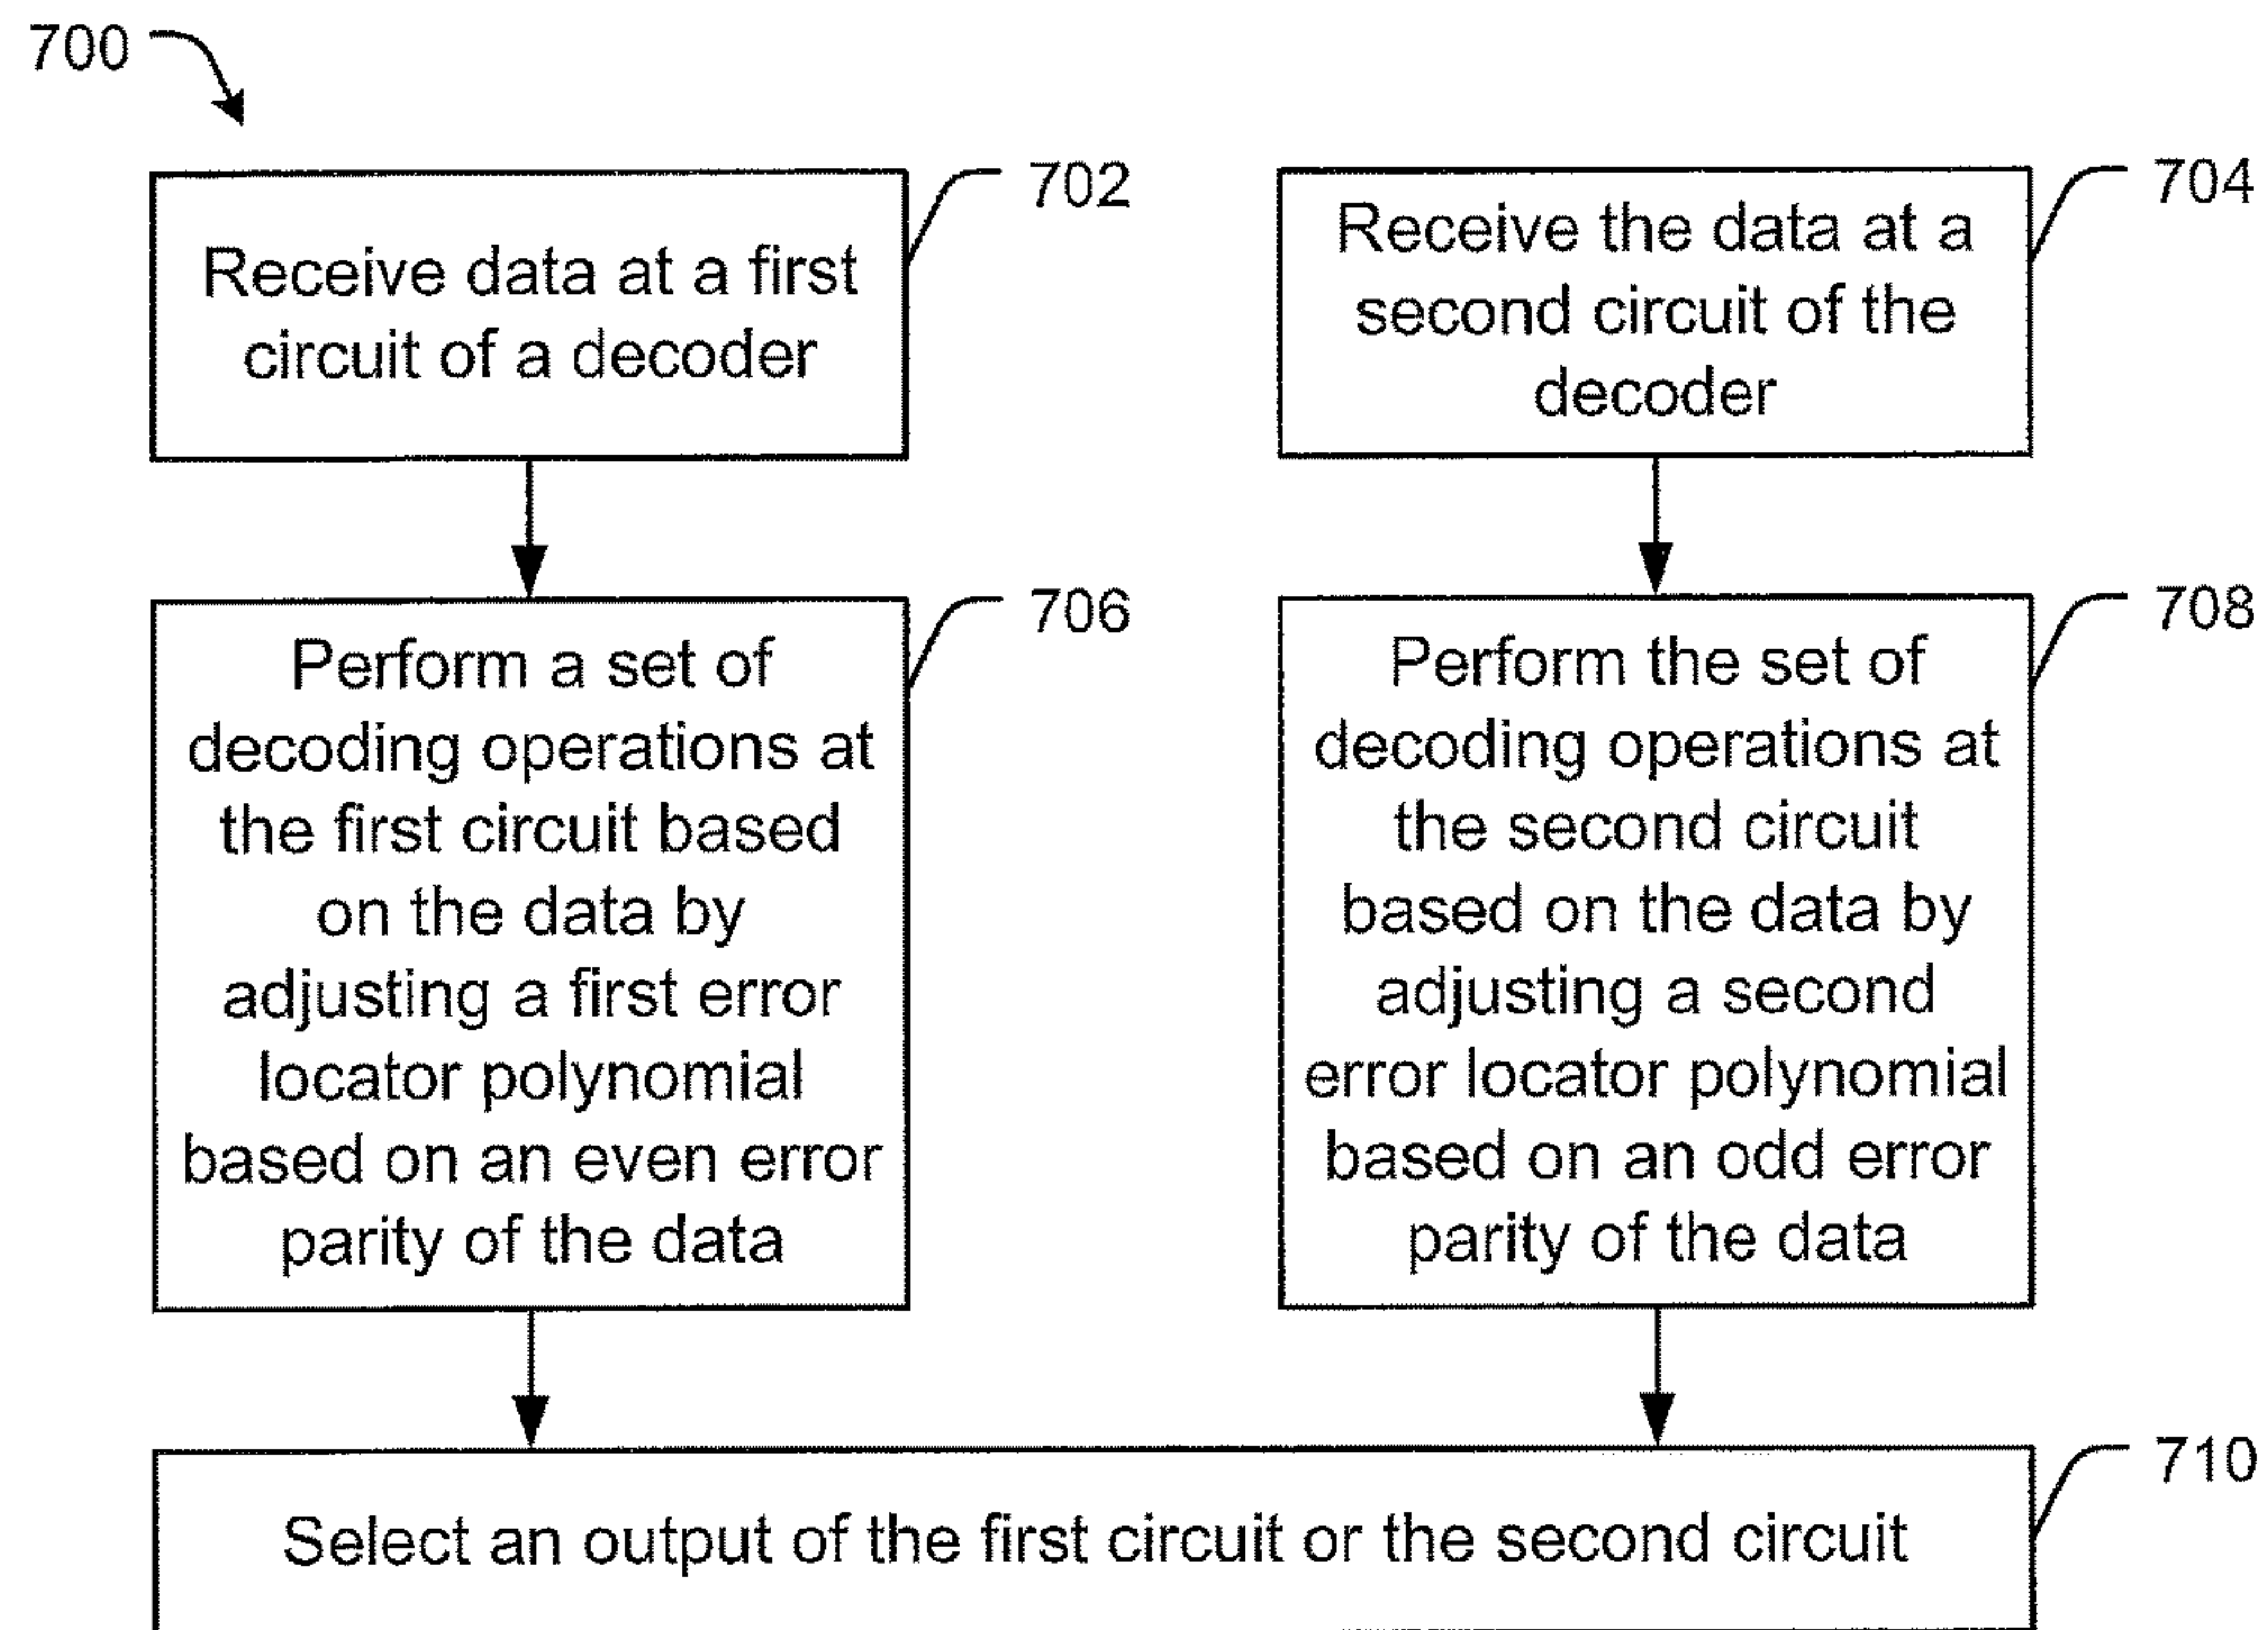 700
702
Receive data at a first
circuit of a decoder
704
Receive the data at a
second circuit of the
decoder
706
Perform a set of
decoding operations at
the first circuit based
on the data by
adjusting a first error
locator polynomial
based on an even error
parity of the data
708
Perform the set of
decoding operations at
the second circuit
based on the data by
adjusting a second
error locator polynomial
based on an odd error
parity of the data
710
Select an output of the first circuit or the second circuit